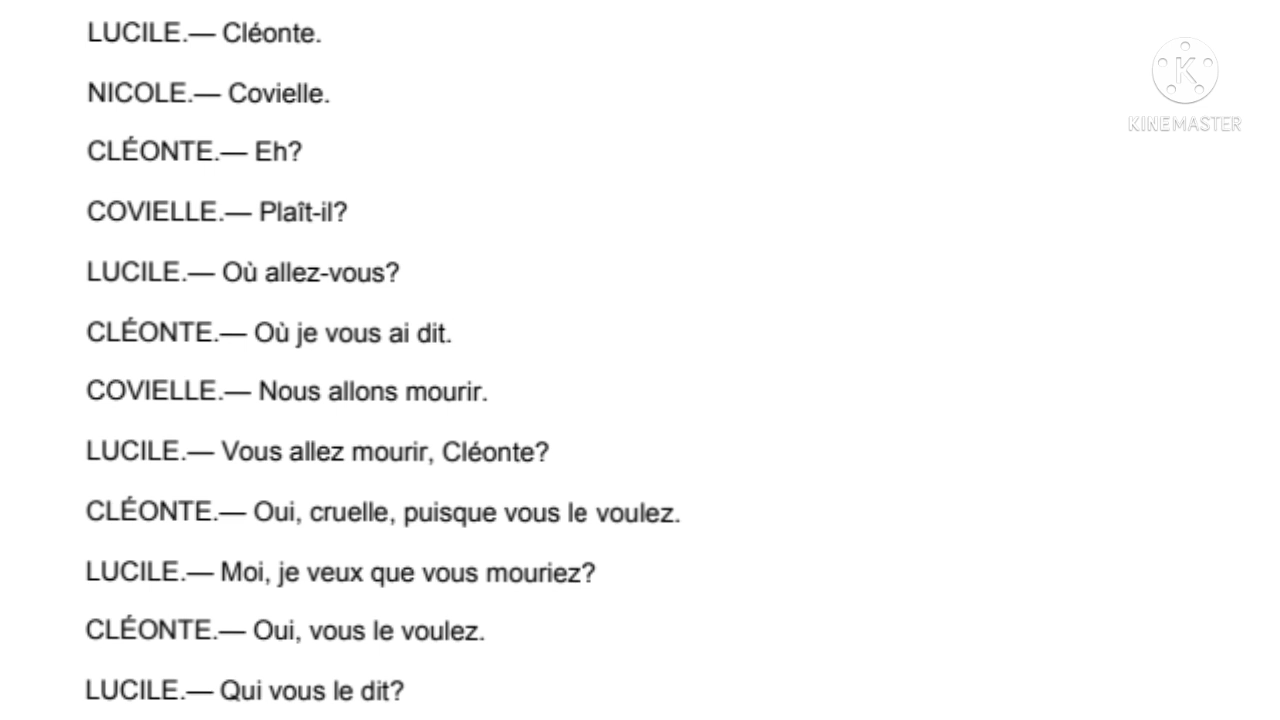 LUCILE.— Cléonte.
NICOLE.— Covielle.
CLÉONTE.— Eh?
COVIELLE.— Plaît-il?
LUCILE.— Où allez-vous?
CLÉONTE.— Où je vous ai dit.
COVIELLE.— Nous allons mourir.
LUCILE.— Vous allez mourir, Cléonte?
CLÉONTE.— Oui, cruelle, puisque vous le voulez.
LUCILE.— Moi, je veux que vous mouriez?
CLÉONTE.— Oui, vous le voulez.
LUCILE.— Qui vous le dit?
K
KINEMASTER